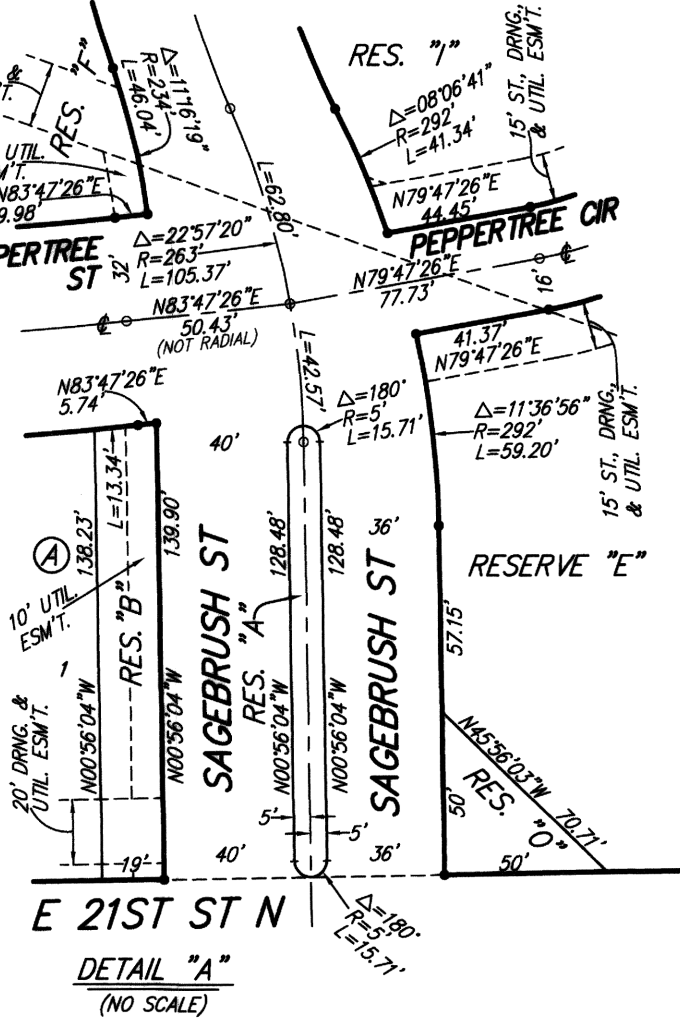 RES. "F"
&
T.
Δ=11°16'19"
R=234'
L=46.04'
UTIL.
M'T.
N83°47'26"E
9.98'
RES. "I"
Δ=08°06'41"
R=292'
L=41.34'
15' ST., DRNG.,
& UTIL. ESM'T.
N79°47'26"E
44.45'
L=62.80'
PERTREE
ST
32'
Δ=22°57'20"
R=263'
L=105.37'
PEPPERTREE CIR
N79°47'26"E
77.73'
16'
℄
℄
N83°47'26"E
50.43'
(NOT RADIAL)
41.37'
N79°47'26"E
L=42.57'
N83°47'26"E
5.74'
Δ=180°
R=5'
L=15.71'
Δ=11°36'56"
R=292'
L=59.20'
15' ST., DRNG.,
& UTIL. ESM'T.
40'
L=13.34'
138.23'
139.90'
128.48'
128.48'
36'
A
10' UTIL.
ESM'T.
RES. "B"
SAGEBRUSH ST
RES. "A"
SAGEBRUSH ST
RESERVE "E"
57.15'
1
N00°56'04"W
N00°56'04"W
N00°56'04"W
N00°56'04"W
20' DRNG. &
UTIL. ESM'T.
N45°56'03"W
70.71'
RES. "O"
5'
5'
50'
19'
40'
36'
50'
E 21ST ST N
Δ=180°
R=5'
L=15.71'
DETAIL "A"
(NO SCALE)